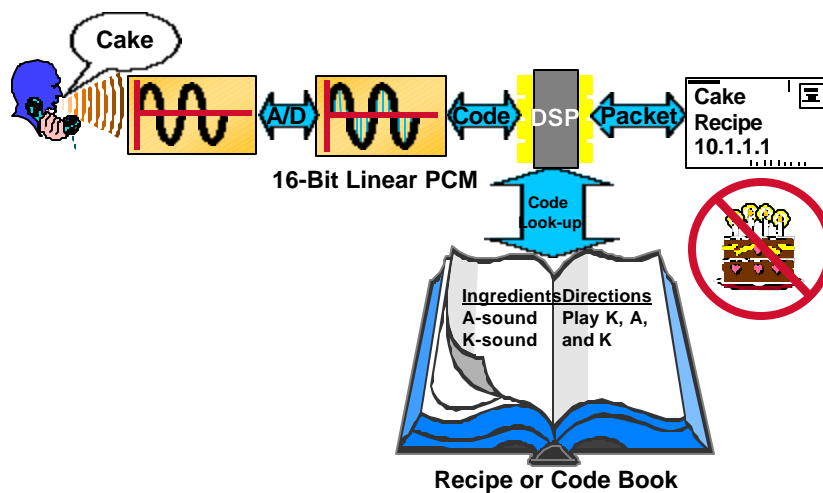 Cake
A/D
Code
DSP
Packet
Cake
Recipe
10.1.1.1
16-Bit Linear PCM
Code
Look-up
Ingredients Directions
A-sound Play K, A,
K-sound and K
Recipe or Code Book